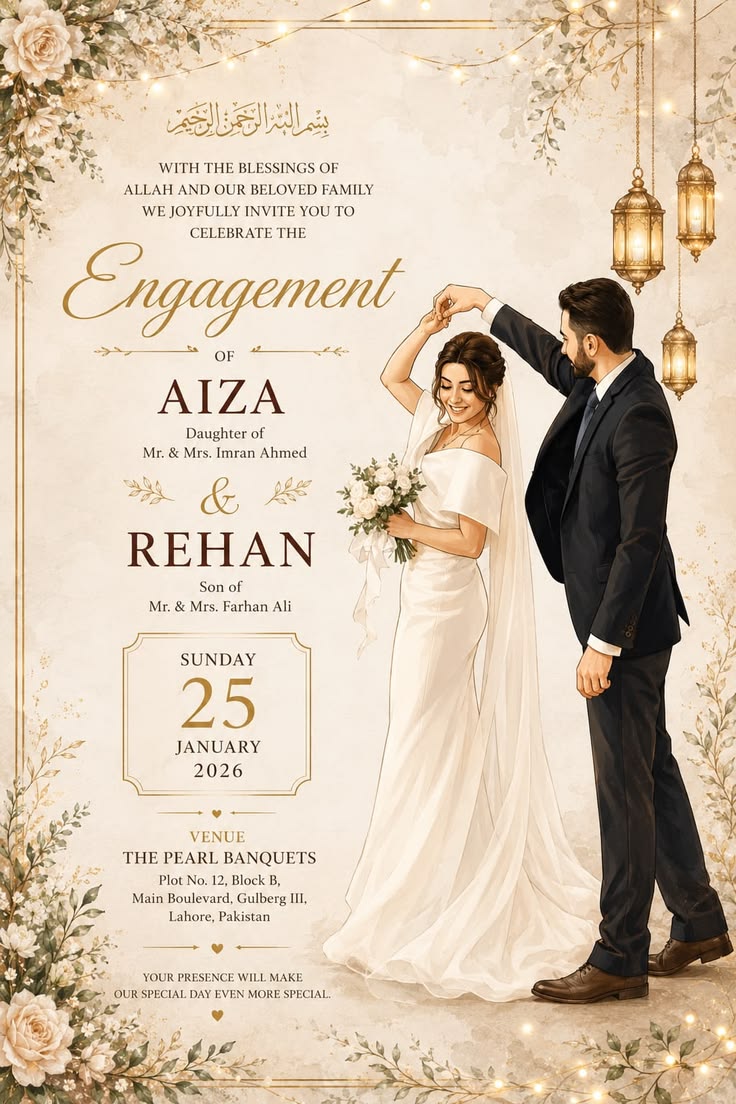 بسم الله الرحمن الرحيم
WITH THE BLESSINGS OF
ALLAH AND OUR BELOVED FAMILY
WE JOYFULLY INVITE YOU TO
CELEBRATE THE
Engagement
OF
AIZA
Daughter of
Mr. & Mrs. Imran Ahmed
&
REHAN
Son of
Mr. & Mrs. Farhan Ali
SUNDAY
25
JANUARY
2026
VENUE
THE PEARL BANQUETS
Plot No. 12, Block B,
Main Boulevard, Gulberg III,
Lahore, Pakistan
YOUR PRESENCE WILL MAKE
OUR SPECIAL DAY EVEN MORE SPECIAL.